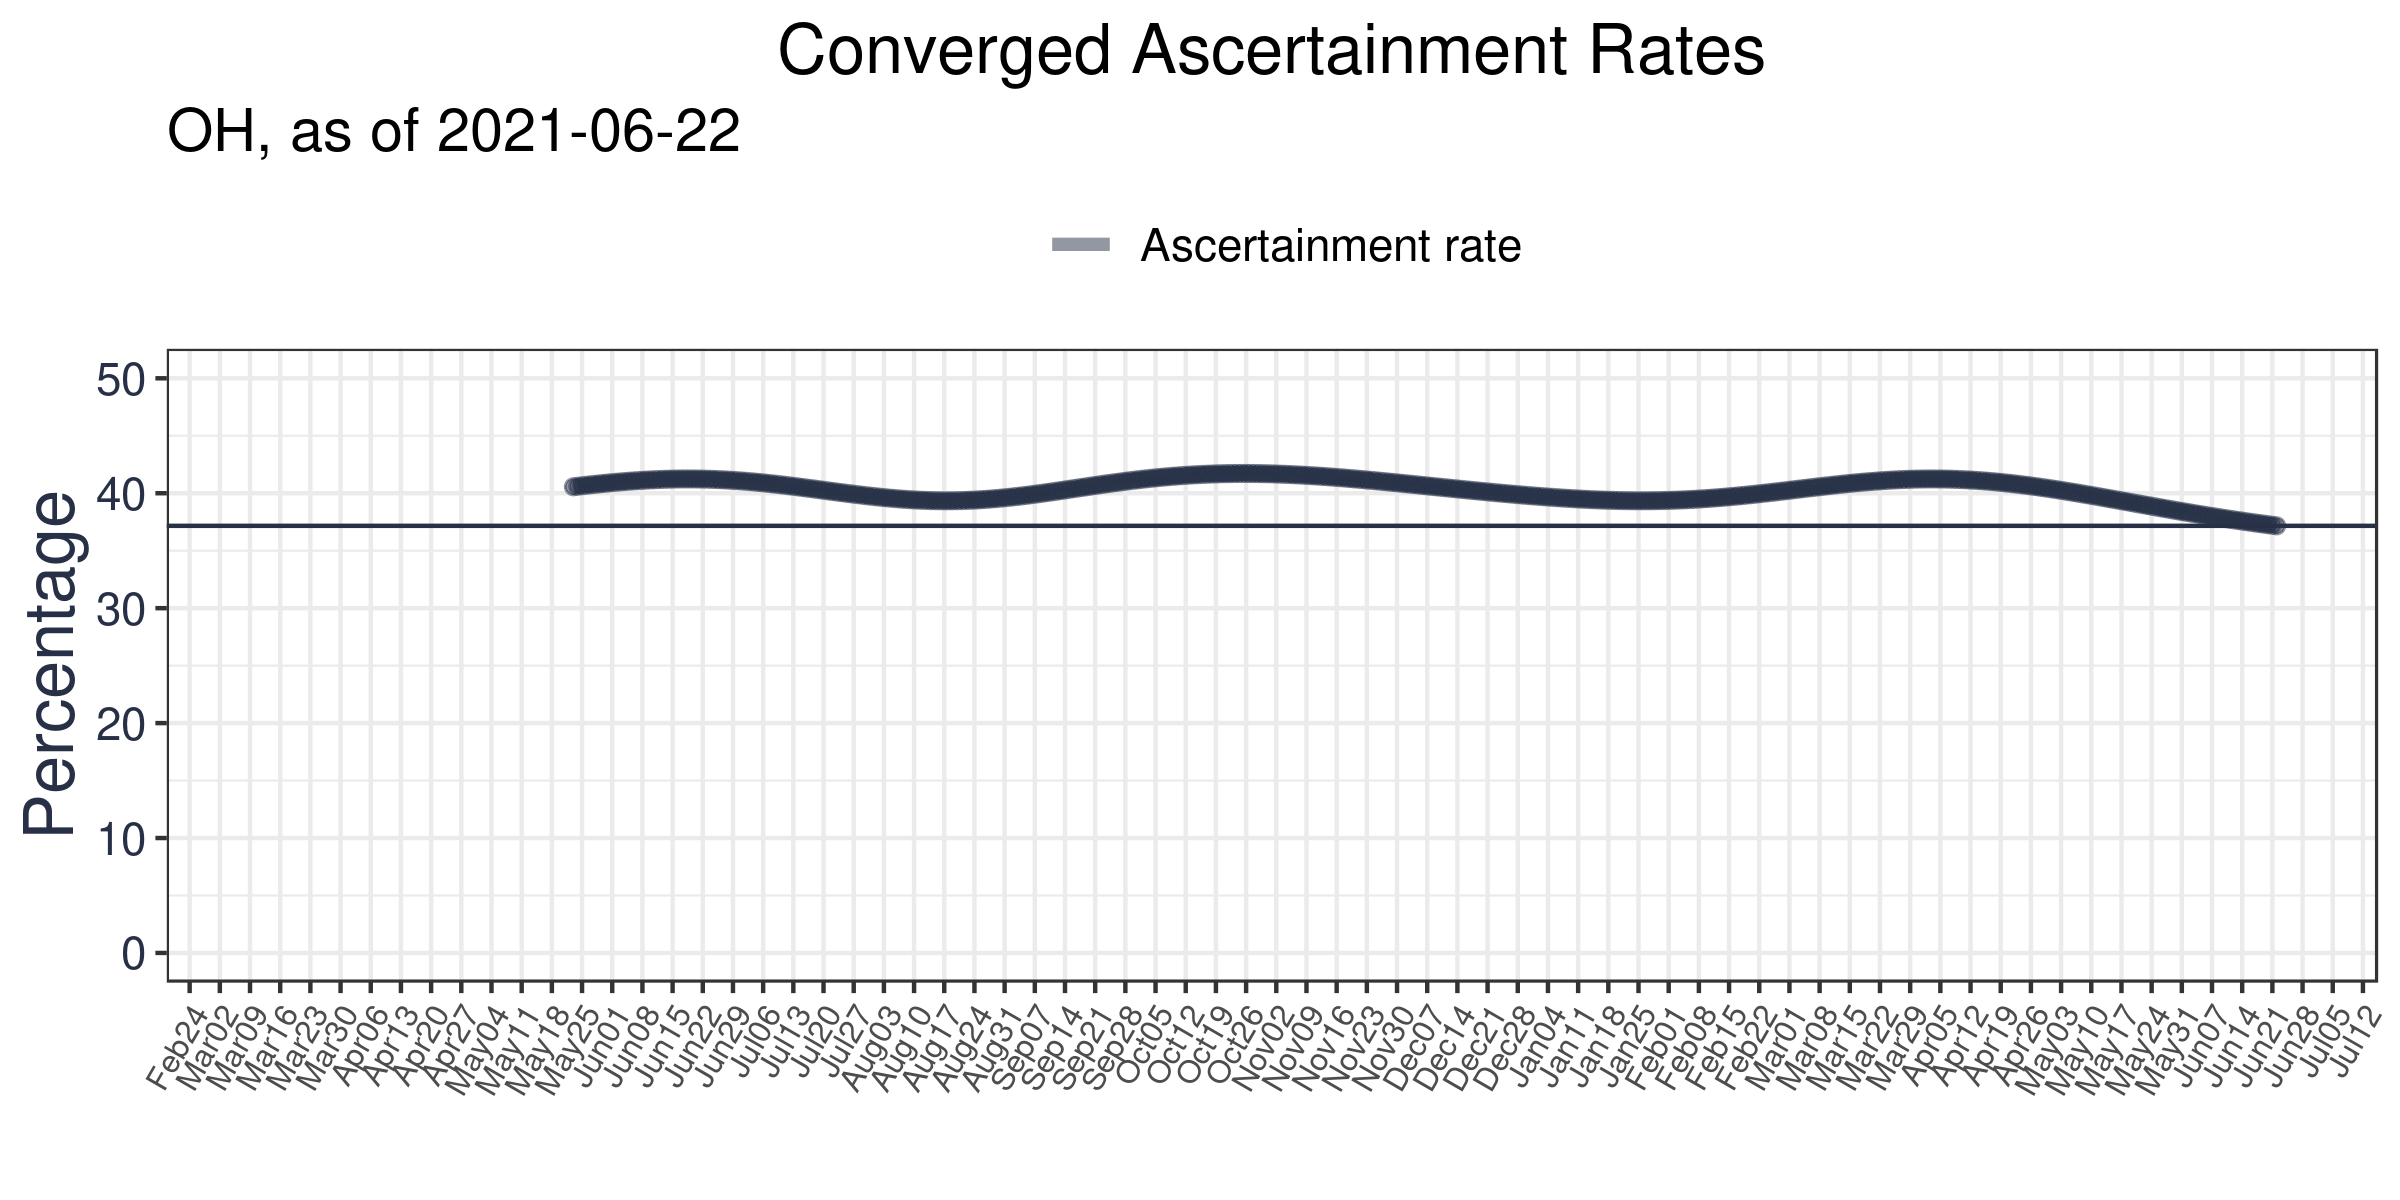 Converged Ascertainment Rates
OH, as of 2021-06-22
Ascertainment rate
Percentage
50
40
30
20
10
0
Feb24
Mar02
Mar09
Mar16
Mar23
Mar30
Apr06
Apr13
Apr20
Apr27
May04
May11
May18
May25
Jun01
Jun08
Jun15
Jun22
Jun29
Jul06
Jul13
Jul20
Jul27
Aug03
Aug10
Aug17
Aug24
Aug31
Sep07
Sep14
Sep21
Sep28
Oct05
Oct12
Oct19
Oct26
Nov02
Nov09
Nov16
Nov23
Nov30
Dec07
Dec14
Dec21
Dec28
Jan04
Jan11
Jan18
Jan25
Feb01
Feb08
Feb15
Feb22
Mar01
Mar08
Mar15
Mar22
Mar29
Apr05
Apr12
Apr19
Apr26
May03
May10
May17
May24
May31
Jun07
Jun14
Jun21
Jun28
Jul05
Jul12